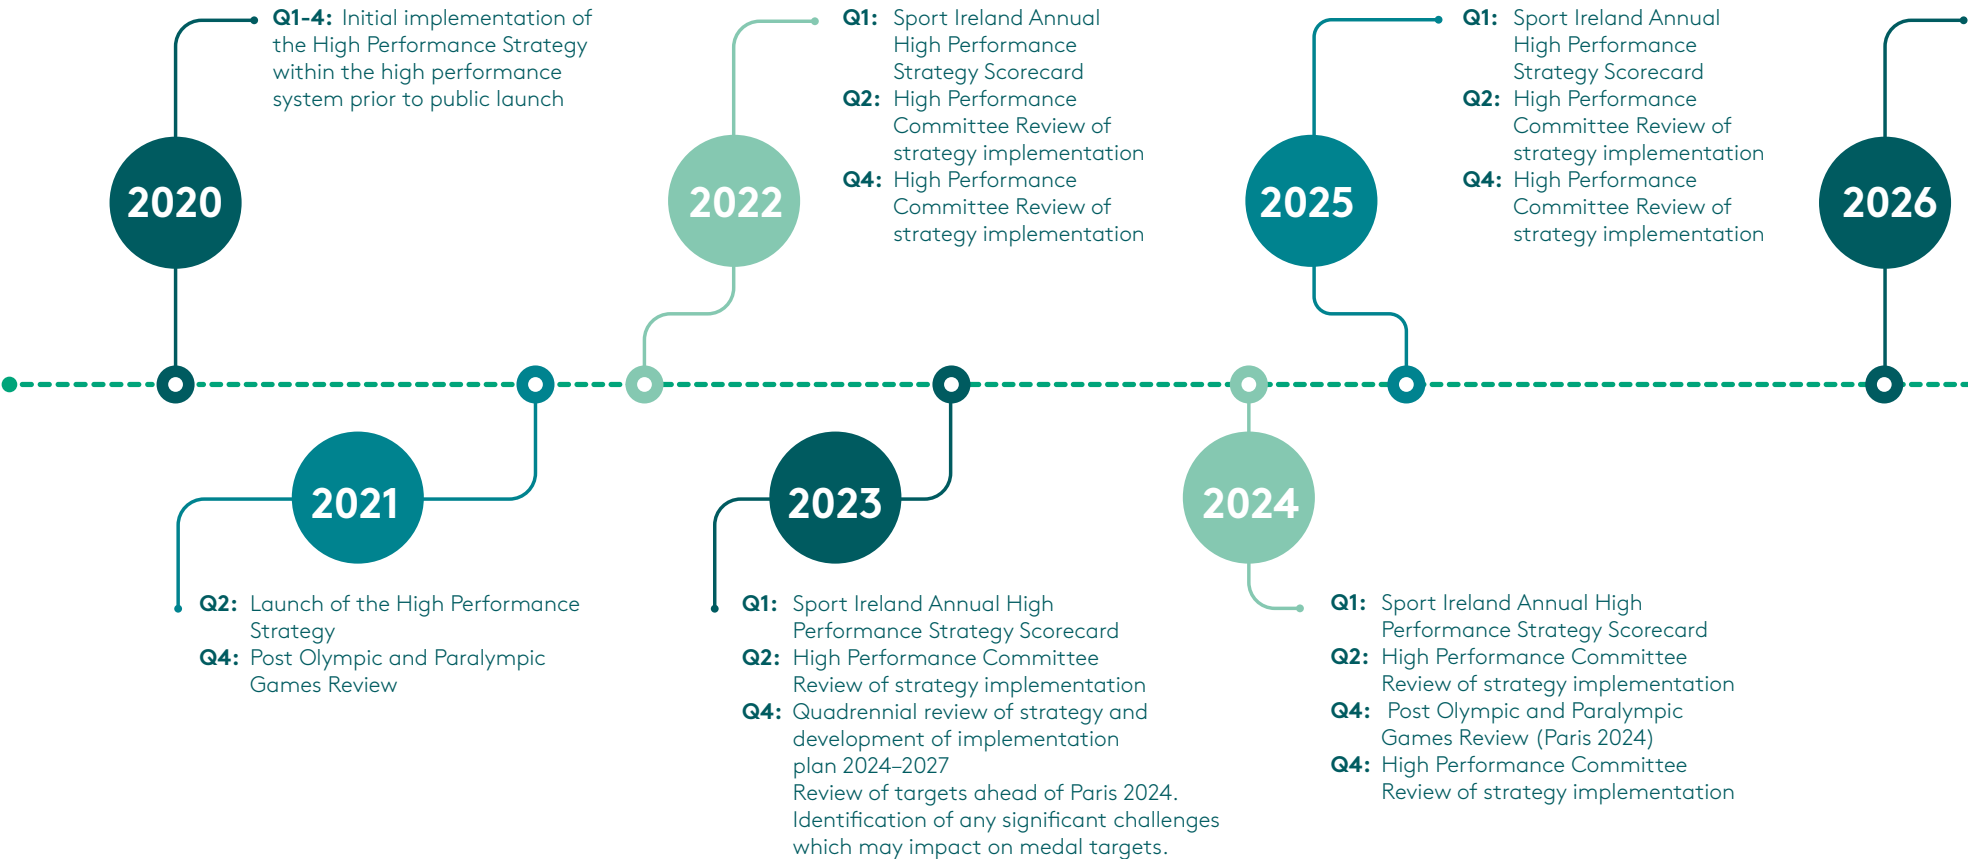 2020
Q1-4: Initial implementation of
the High Performance Strategy
within the high performance
system prior to public launch
2021
Q2: Launch of the High Performance
Strategy
Q4: Post Olympic and Paralympic
Games Review
2022
Q1: Sport Ireland Annual
High Performance
Strategy Scorecard
Q2: High Performance
Committee Review of
strategy implementation
Q4: High Performance
Committee Review of
strategy implementation
2023
Q1: Sport Ireland Annual High
Performance Strategy Scorecard
Q2: High Performance Committee
Review of strategy implementation
Q4: Quadrennial review of strategy and
development of implementation
plan 2024–2027
Review of targets ahead of Paris 2024.
Identification of any significant challenges
which may impact on medal targets.
2024
Q1: Sport Ireland Annual High
Performance Strategy Scorecard
Q2: High Performance Committee
Review of strategy implementation
Q4: Post Olympic and Paralympic
Games Review (Paris 2024)
Q4: High Performance Committee
Review of strategy implementation
2025
Q1: Sport Ireland Annual
High Performance
Strategy Scorecard
Q2: High Performance
Committee Review of
strategy implementation
Q4: High Performance
Committee Review of
strategy implementation
2026